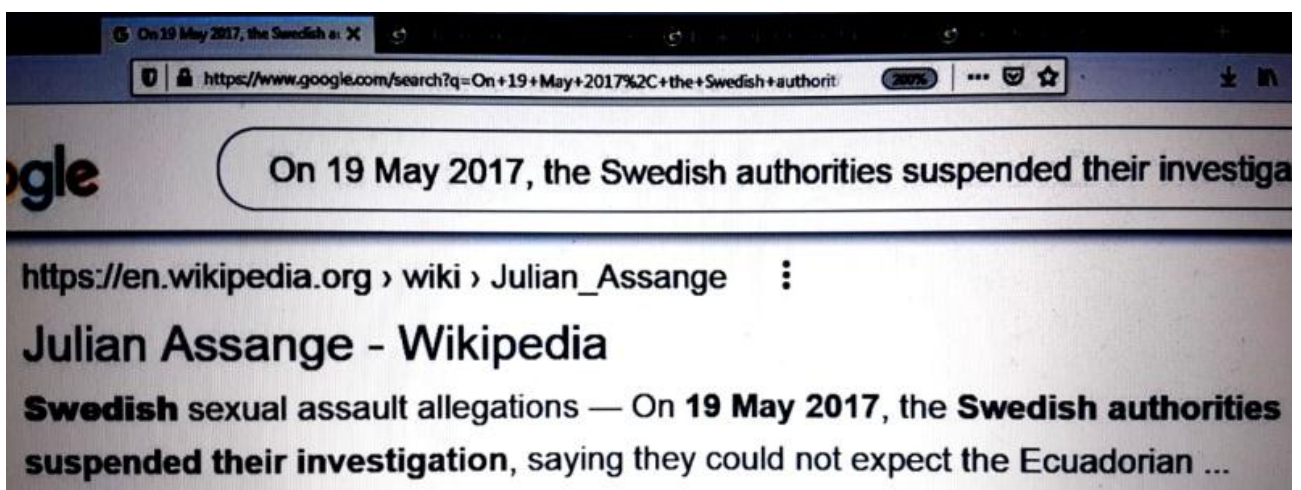 On 19 May 2017, the Swedish a
https://www.google.com/search?q=On+19+May+2017%2C+the+Swedish+authorit
200%
ogle
On 19 May 2017, the Swedish authorities suspended their investiga
https://en.wikipedia.org › wiki › Julian_Assange
Julian Assange - Wikipedia
Swedish sexual assault allegations — On 19 May 2017, the Swedish authorities
suspended their investigation, saying they could not expect the Ecuadorian ...